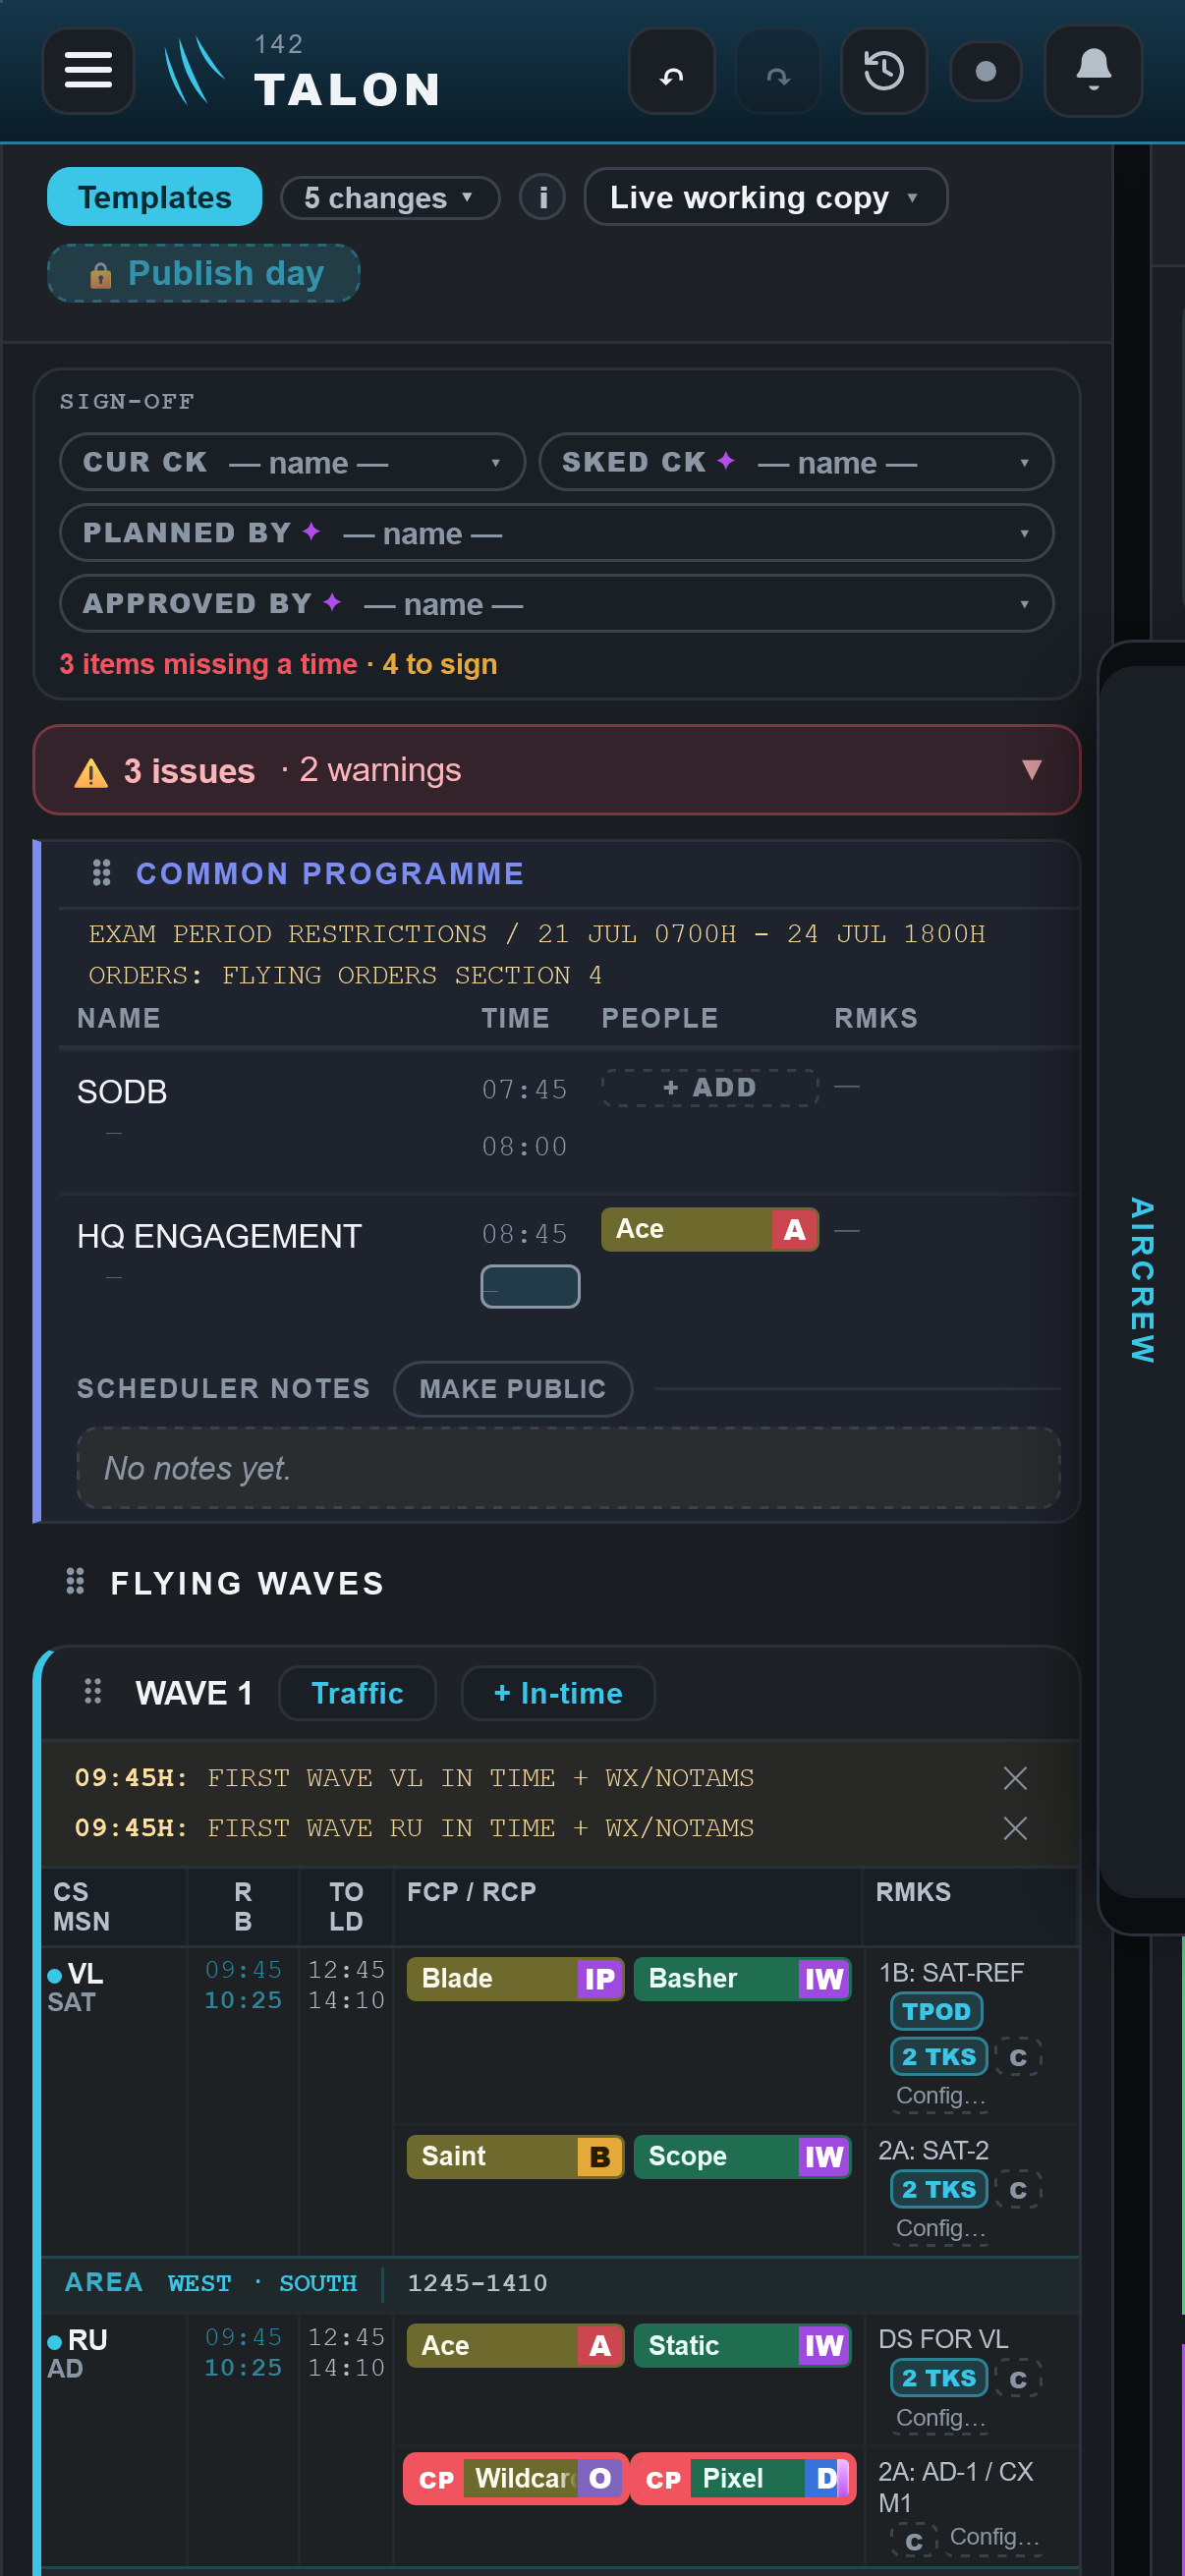 142
TALON
Templates 5 changes ▾ i Live working copy ▾
🔒 Publish day
SIGN-OFF
CUR CK — name — ▾ SKED CK ✦ — name — ▾
PLANNED BY ✦ — name — ▾
APPROVED BY ✦ — name — ▾
3 items missing a time · 4 to sign
⚠️ 3 issues · 2 warnings ▼
COMMON PROGRAMME
EXAM PERIOD RESTRICTIONS / 21 JUL 0700H - 24 JUL 1800H
ORDERS: FLYING ORDERS SECTION 4
NAME TIME PEOPLE RMKS
SODB 07:45 + ADD —
— 08:00
HQ ENGAGEMENT 08:45 Ace A —
— —
SCHEDULER NOTES MAKE PUBLIC
No notes yet.
AIRCREW
FLYING WAVES
WAVE 1 Traffic + In-time
09:45H: FIRST WAVE VL IN TIME + WX/NOTAMS ✕
09:45H: FIRST WAVE RU IN TIME + WX/NOTAMS ✕
CS R TO FCP / RCP RMKS
MSN B LD
VL 09:45 12:45 Blade IP Basher IW 1B: SAT-REF
SAT 10:25 14:10 TPOD
2 TKS C
Config...
Saint B Scope IW 2A: SAT-2
2 TKS C
Config...
AREA WEST · SOUTH 1245-1410
RU 09:45 12:45 Ace A Static IW DS FOR VL
AD 10:25 14:10 2 TKS C
Config...
CP Wildcar O CP Pixel D 2A: AD-1 / CX
M1
C Config...